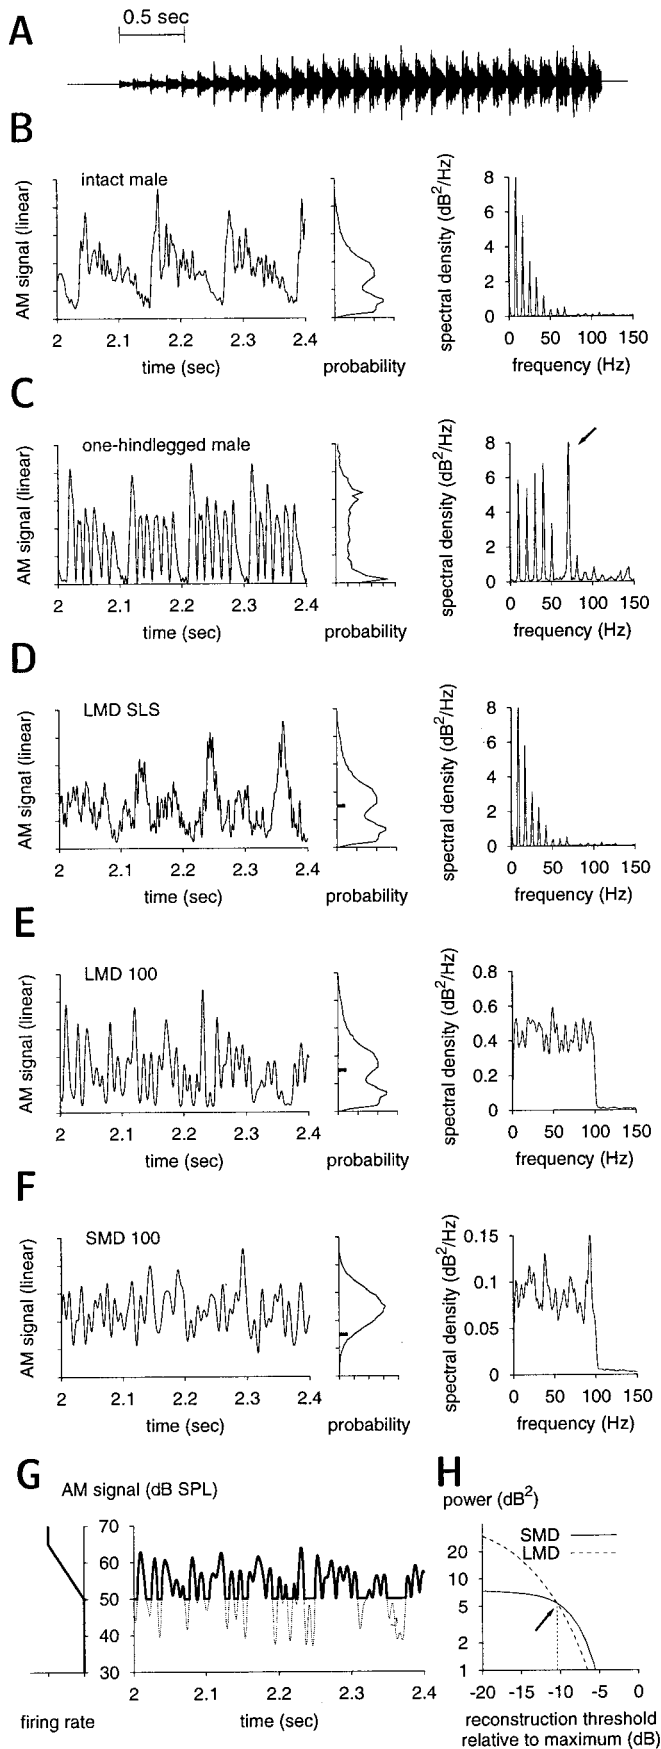 A
0.5 sec
B
intact male
AM signal (linear)
2 2.1 2.2 2.3 2.4
time (sec)
probability
spectral density (dB2/Hz)
8
6
4
2
0
0 50 100 150
frequency (Hz)
C
one-hindlegged male
AM signal (linear)
2 2.1 2.2 2.3 2.4
time (sec)
probability
spectral density (dB2/Hz)
8
6
4
2
0
0 50 100 150
frequency (Hz)
D
LMD SLS
AM signal (linear)
2 2.1 2.2 2.3 2.4
time (sec)
probability
spectral density (dB2/Hz)
8
6
4
2
0
0 50 100 150
frequency (Hz)
E
LMD 100
AM signal (linear)
2 2.1 2.2 2.3 2.4
time (sec)
probability
spectral density (dB2/Hz)
0.8
0.6
0.4
0.2
0
0 50 100 150
frequency (Hz)
F
SMD 100
AM signal (linear)
2 2.1 2.2 2.3 2.4
time (sec)
probability
spectral density (dB2/Hz)
0.15
0.1
0.05
0
0 50 100 150
frequency (Hz)
G
AM signal (dB SPL)
70
60
50
40
30
firing rate
2 2.1 2.2 2.3 2.4
time (sec)
H
power (dB2)
SMD
LMD
20
10
5
2
1
-20 -15 -10 -5 0
reconstruction threshold
relative to maximum (dB)